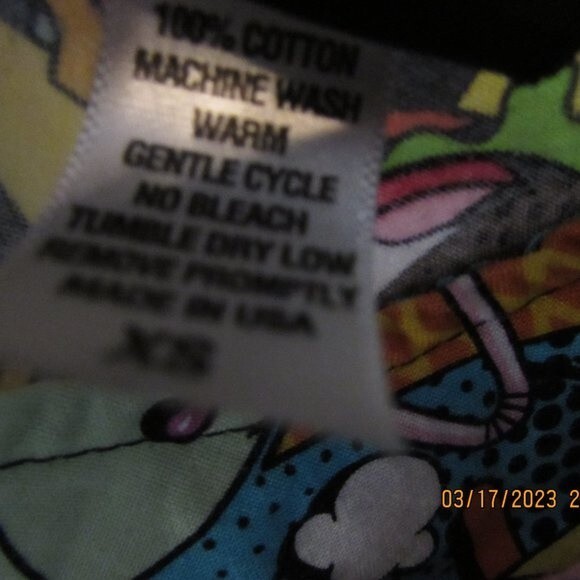 100% COTTON
MACHINE WASH
WARM
GENTLE CYCLE
NO BLEACH
TUMBLE DRY LOW
REMOVE PROMPTLY
MADE IN USA
XS
03/17/2023 2